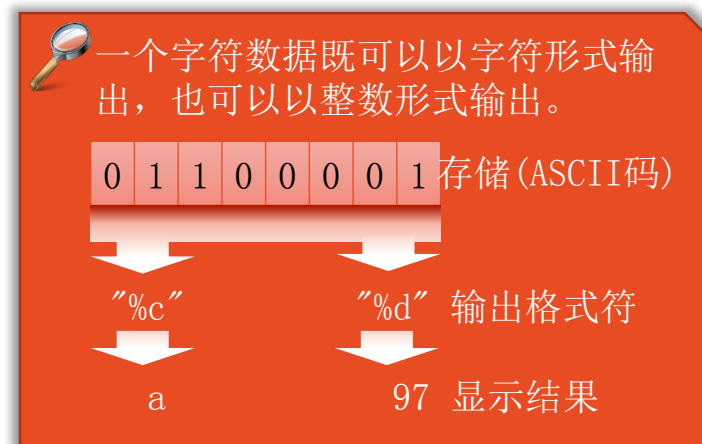 一个字符数据既可以以字符形式输
出，也可以以整数形式输出。
0 1 1 0 0 0 0 1 存储(ASCII码)
"%c" "%d" 输出格式符
a 97 显示结果